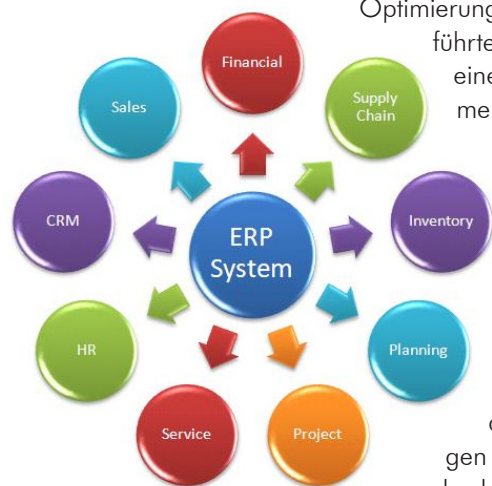 Optimierung
führte
eine
me
Financial
Supply
Chain
Sales
Inventory
CRM
ERP
System
Planning
HR
Service
Project
gen